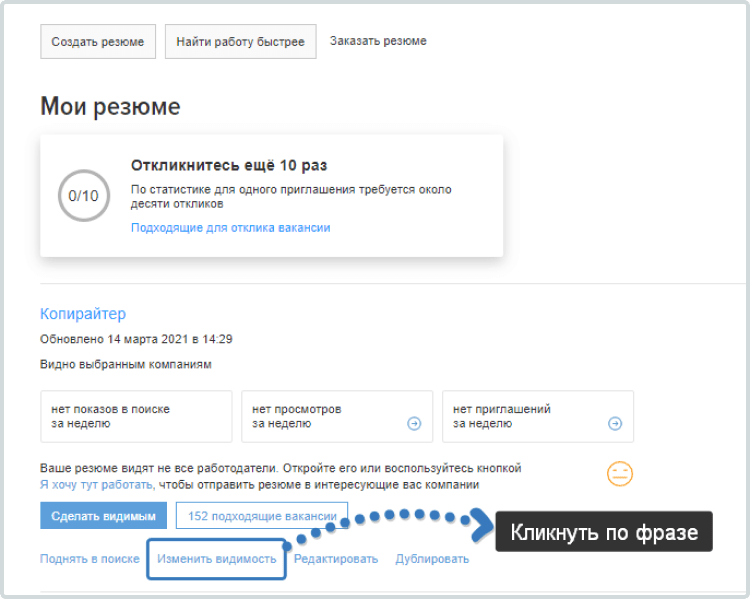 Создать резюме Найти работу быстрее Заказать резюме
Мои резюме
0/10
Откликнитесь ещё 10 раз
По статистике для одного приглашения требуется около
десяти откликов
Подходящие для отклика вакансии
Копирайтер
Обновлено 14 марта 2021 в 14:29
Видно выбранным компаниям
нет показов в поиске
за неделю
нет просмотров
за неделю
нет приглашений
за неделю
Ваше резюме видят не все работодатели. Откройте его или воспользуйтесь кнопкой
Я хочу тут работать, чтобы отправить резюме в интересующие вас компании
Сделать видимым 152 подходящие вакансии
Кликнуть по фразе
Поднять в поиске Изменить видимость Редактировать Дублировать